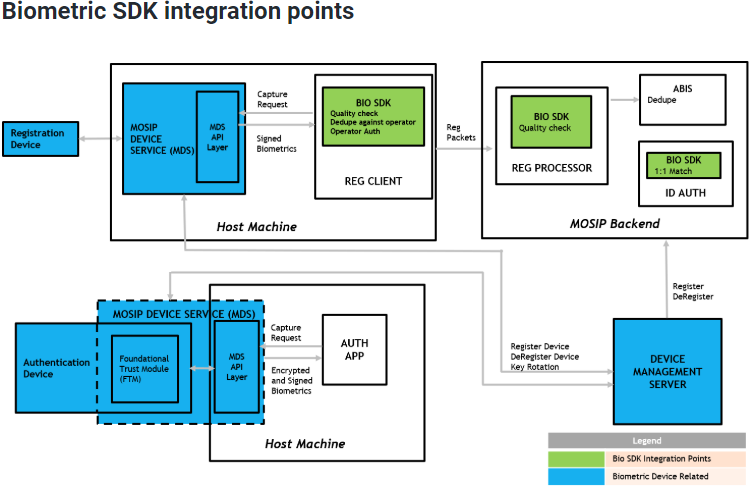 Biometric SDK integration points
Registration
Device
MOSIP
DEVICE
SERVICE (MDS)
MDS
API
Layer
Capture
Request
Signed
Biometrics
BIO SDK
Quality check
Dedupe against operator
Operator Auth
REG CLIENT
Host Machine
Reg
Packets
BIO SDK
Quality check
REG PROCESSOR
ABIS
Dedupe
BIO SDK
1:1 Match
ID AUTH
MOSIP Backend
Register
DeRegister
MOSIP DEVICE SERVICE (MDS)
Authentication
Device
Foundational
Trust Module
(FTM)
MDS
API
Layer
Capture
Request
Encrypted
and Signed
Biometrics
AUTH
APP
Host Machine
Register Device
DeRegister Device
Key Rotation
DEVICE
MANAGEMENT
SERVER
Legend
Bio SDK Integration Points
Biometric Device Related